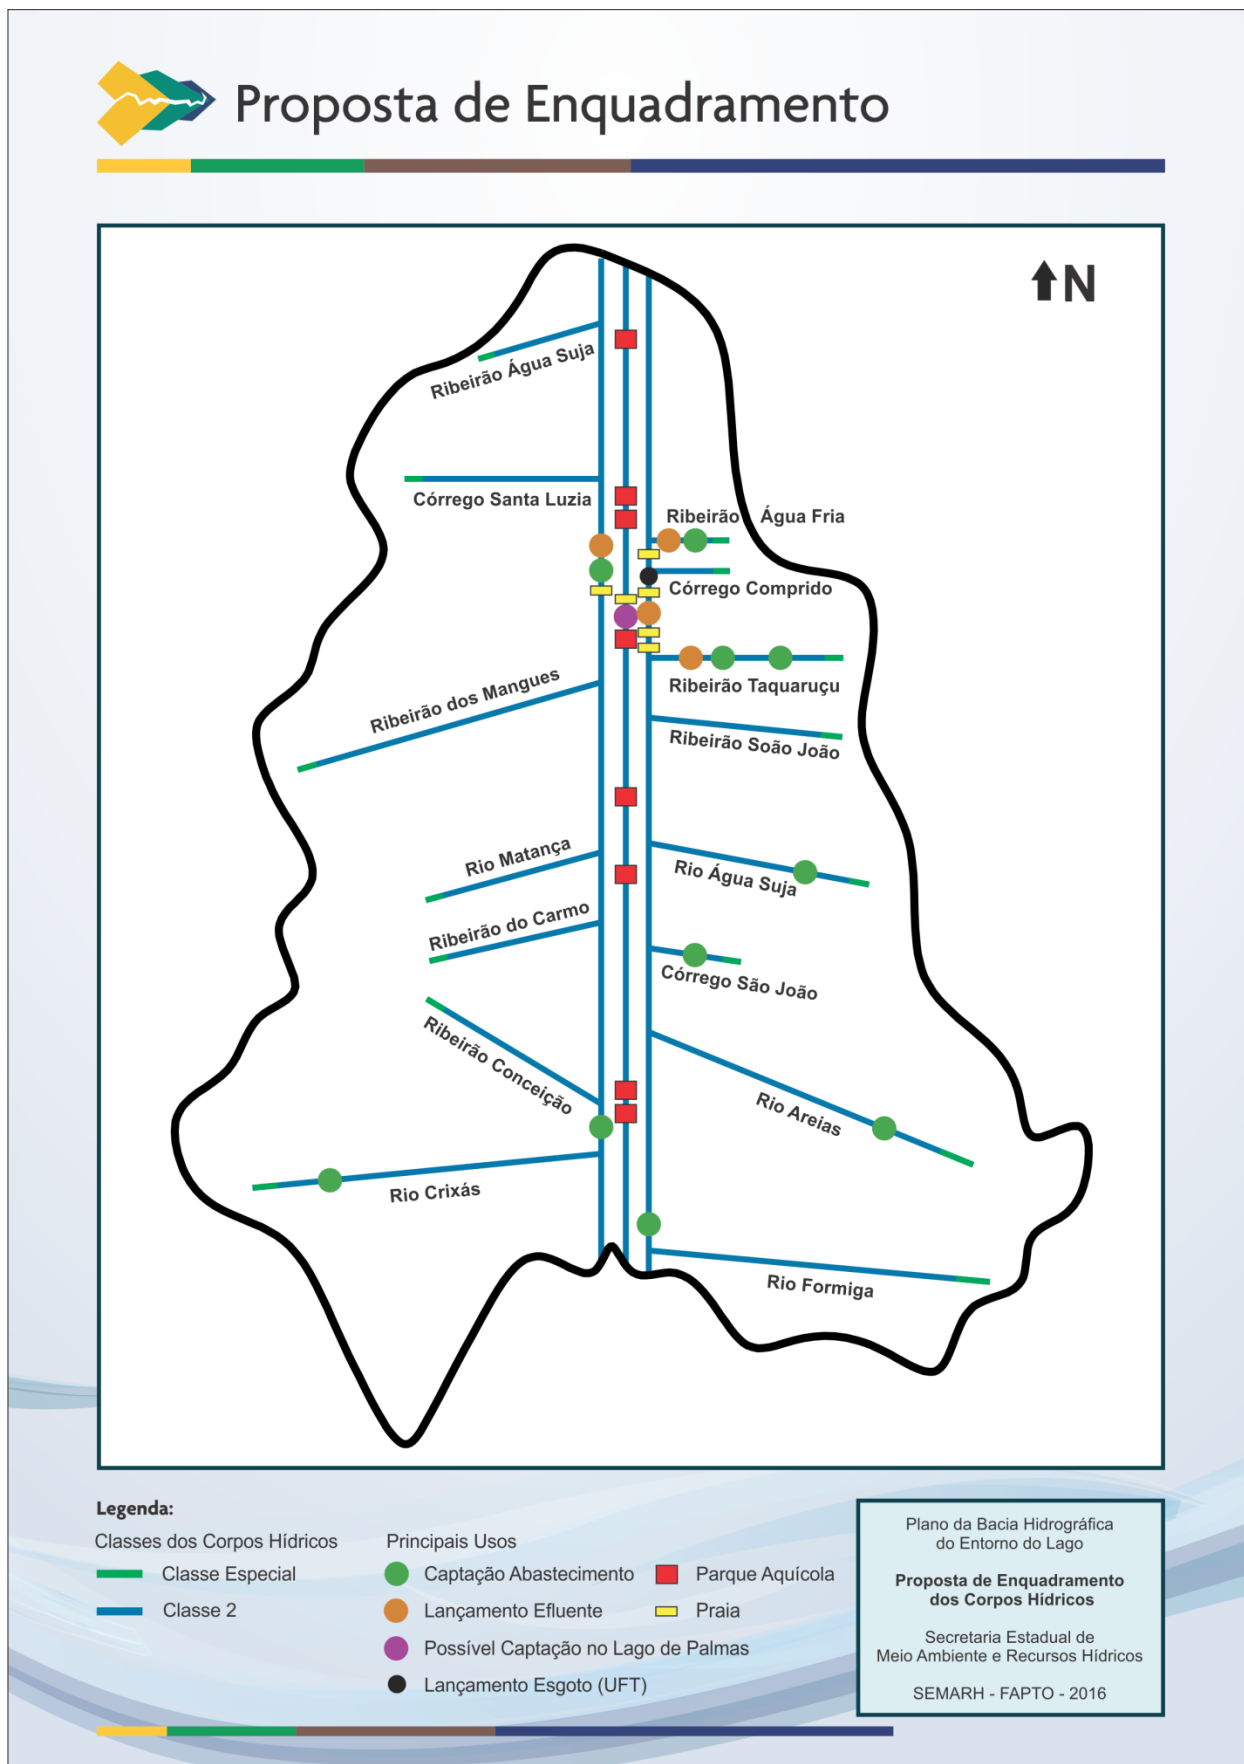 Proposta de Enquadramento
N
Ribeirão Água Suja
Córrego Santa Luzia
Ribeirão Água Fria
Córrego Comprido
Ribeirão Taquaruçu
Ribeirão dos Mangues
Ribeirão Soão João
Rio Matança
Rio Água Suja
Ribeirão do Carmo
Córrego São João
Ribeirão Conceição
Rio Areias
Rio Crixás
Rio Formiga
Legenda:
Classes dos Corpos Hídricos
Classe Especial
Classe 2
Principais Usos
Captação Abastecimento
Lançamento Efluente
Possível Captação no Lago de Palmas
Lançamento Esgoto (UFT)
Parque Aquícola
Praia
Plano da Bacia Hidrográfica
do Entorno do Lago
Proposta de Enquadramento
dos Corpos Hídricos
Secretaria Estadual de
Meio Ambiente e Recursos Hídricos
SEMARH - FAPTO - 2016